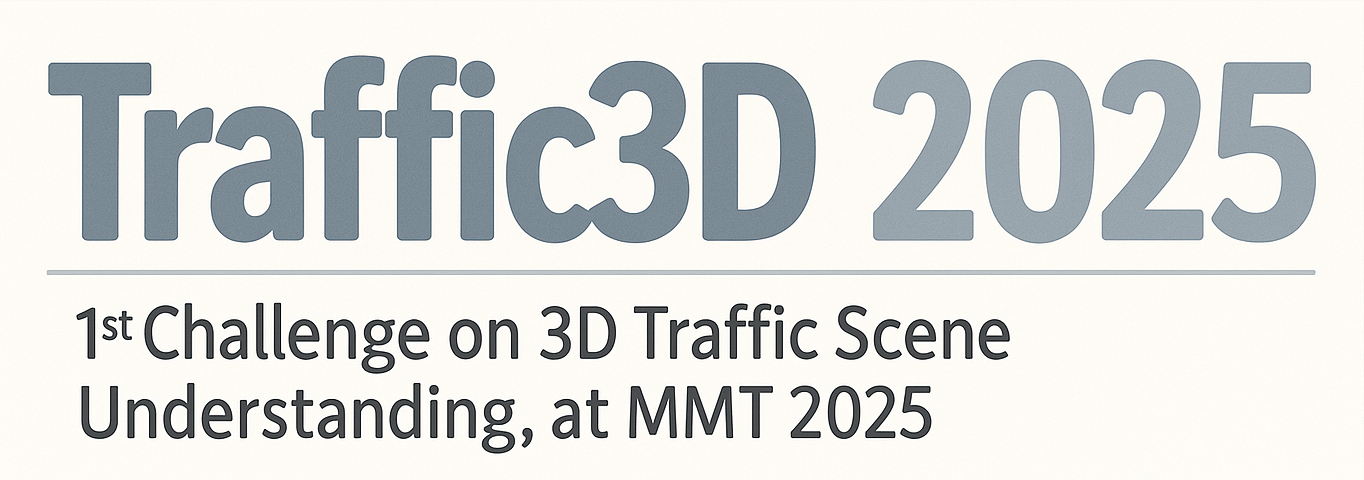 Traffic3D 2025
1st Challenge on 3D Traffic Scene
Understanding, at MMT 2025